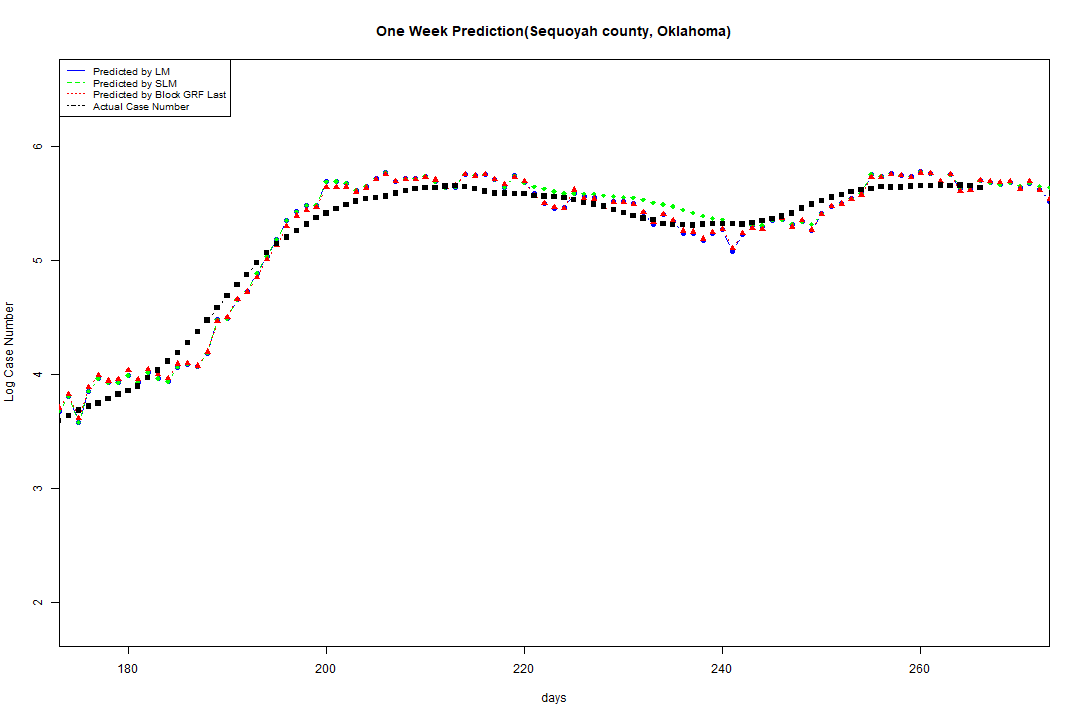 One Week Prediction(Sequoyah county, Oklahoma)
Predicted by LM
Predicted by SLM
Predicted by Block GRF Last
Actual Case Number
6
5
4
3
2
Log Case Number
180 200 220 240 260
days